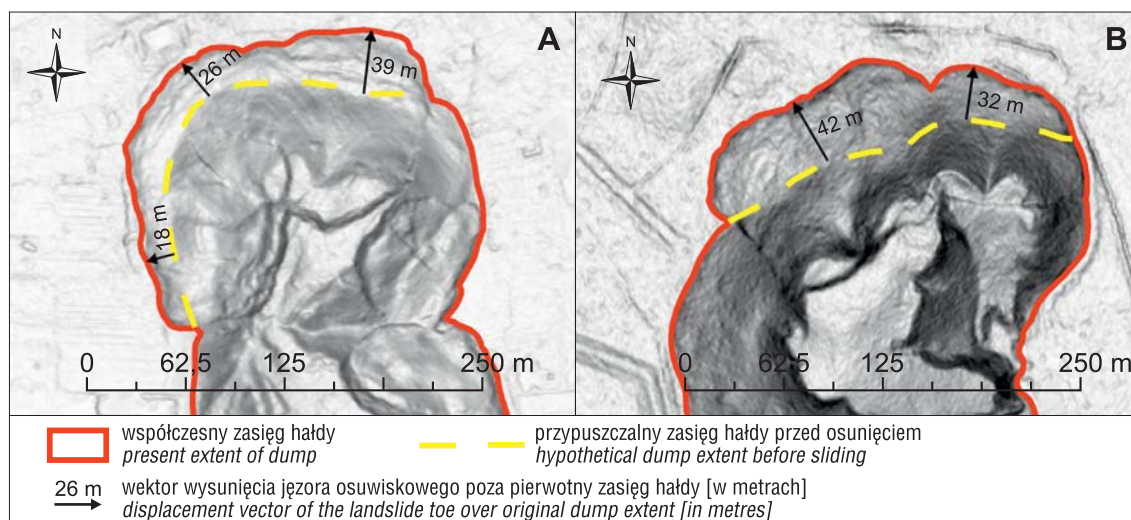 N
A
26 m
39 m
18 m
0 62,5 125 250 m
N
B
42 m
32 m
0 62,5 125 250 m
współczesny zasięg hałdy
present extent of dump
przypuszczalny zasięg hałdy przed osunięciem
hypothetical dump extent before sliding
26 m
wektor wysunięcia jęzora osuwiskowego poza pierwotny zasięg hałdy [w metrach]
displacement vector of the landslide toe over original dump extent [in metres]